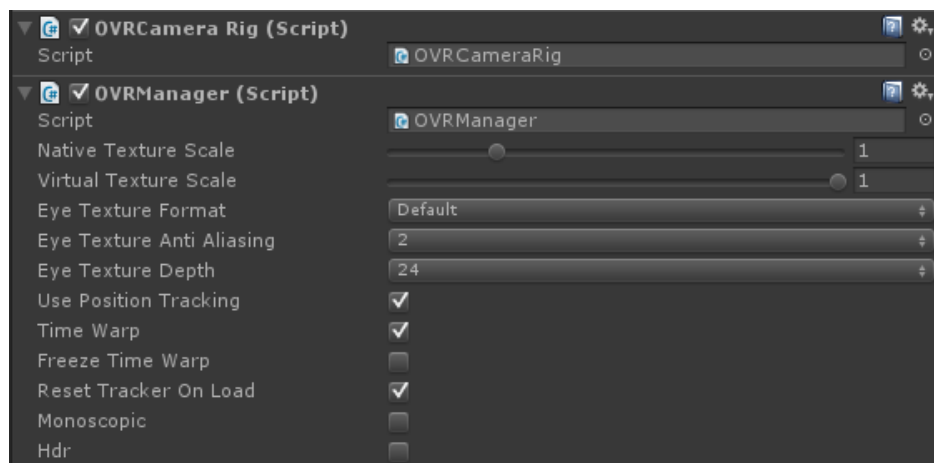 OVRCamera Rig (Script)
Script OVRCameraRig
OVRManager (Script)
Script OVRManager
Native Texture Scale 1
Virtual Texture Scale 1
Eye Texture Format Default
Eye Texture Anti Aliasing 2
Eye Texture Depth 24
Use Position Tracking
Time Warp
Freeze Time Warp
Reset Tracker On Load
Monoscopic
Hdr